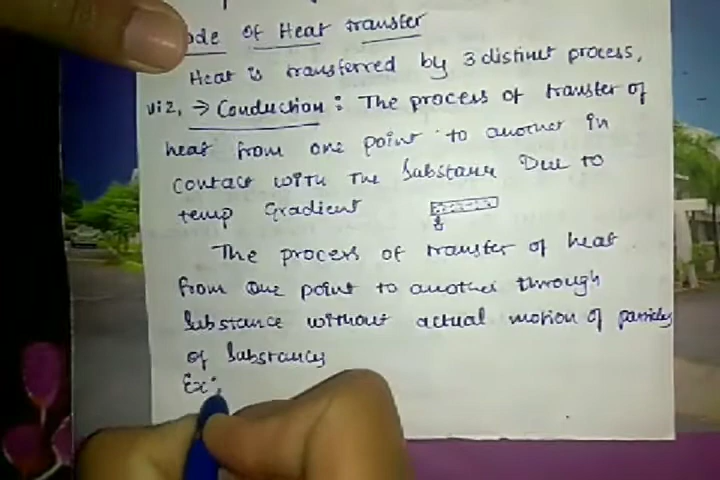 ode of Heat transfer
Heat is transferred by 3 distinct process,
viz, → Conduction : The process of transfer of
heat from one point to another in
contact with the substance Due to
temp Gradient
The process of transfer of heat
from one point to another through
Substance without actual motion of particles
of Substances
Ex: